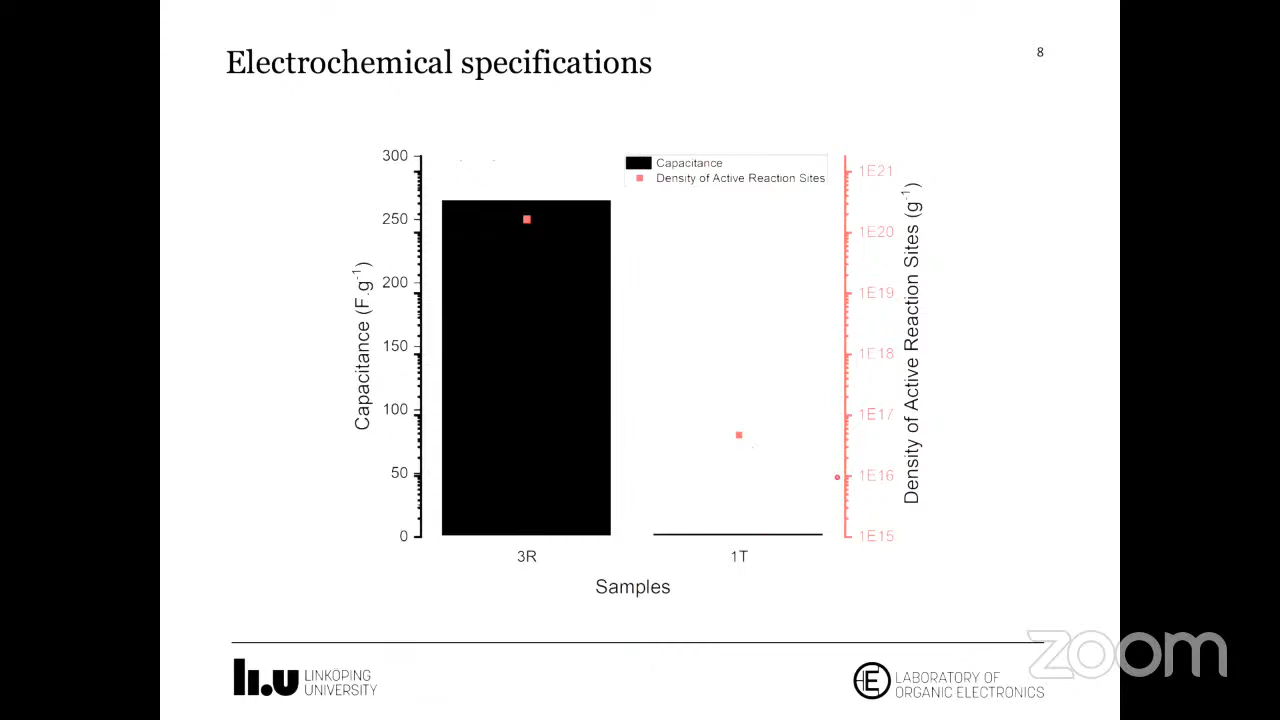 Electrochemical specifications
8
Capacitance
Density of Active Reaction Sites
300
250
200
150
100
50
0
Capacitance (F.g-1)
1E21
1E20
1E19
1E18
1E17
1E16
1E15
Density of Active Reaction Sites (g-1)
3R
1T
Samples
li.u LINKÖPING
UNIVERSITY
LABORATORY OF
ORGANIC ELECTRONICS
zoom